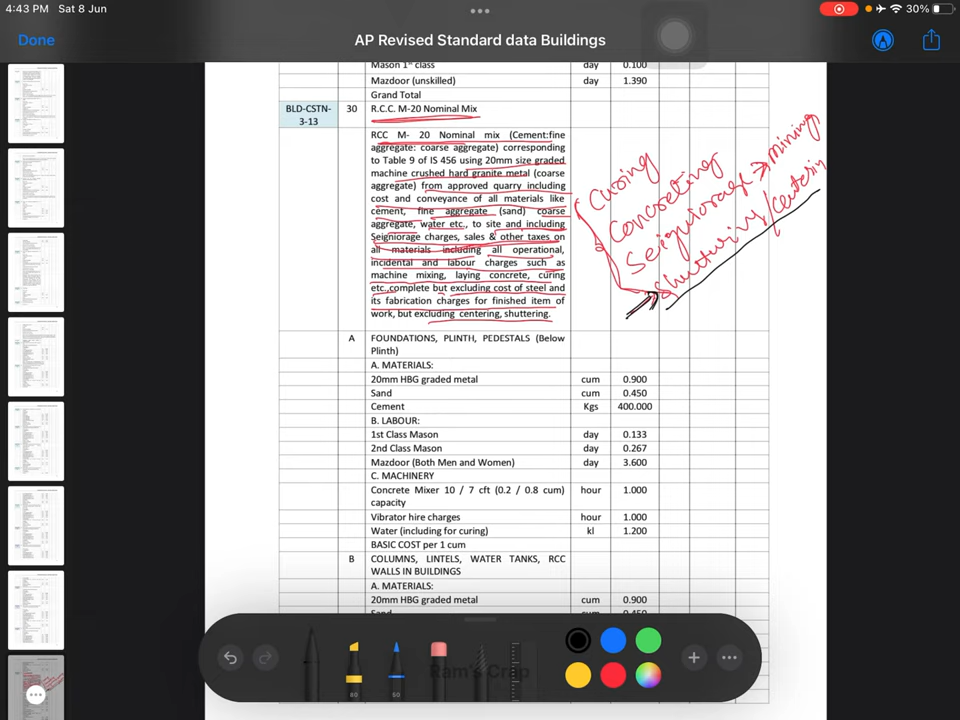 4:43 PM Sat 8 Jun
30%
Done
AP Revised Standard data Buildings
Mason 1st class day 0.100
Mazdoor (unskilled) day 1.390
Grand Total
BLD-CSTN-3-13 30 R.C.C. M-20 Nominal Mix
RCC M- 20 Nominal mix (Cement:fine
aggregate: coarse aggregate) corresponding
to Table 9 of IS 456 using 20mm size graded
machine crushed hard granite metal (coarse
aggregate) from approved quarry including
cost and conveyance of all materials like
cement, fine aggregate (sand) coarse
aggregate, water etc., to site and including
Seigniorage charges, sales & other taxes on
all materials including all operational,
incidental and labour charges such as
machine mixing, laying concrete, curing
etc.,complete but excluding cost of steel and
its fabrication charges for finished item of
work, but excluding centering, shuttering.
Curing
Concreting
Seigniorage => mining
Shuttering/centering
A FOUNDATIONS, PLINTH, PEDESTALS (Below
Plinth)
A. MATERIALS:
20mm HBG graded metal cum 0.900
Sand cum 0.450
Cement Kgs 400.000
B. LABOUR:
1st Class Mason day 0.133
2nd Class Mason day 0.267
Mazdoor (Both Men and Women) day 3.600
C. MACHINERY
Concrete Mixer 10 / 7 cft (0.2 / 0.8 cum) hour 1.000
capacity
Vibrator hire charges hour 1.000
Water (including for curing) kl 1.200
BASIC COST per 1 cum
B COLUMNS, LINTELS, WATER TANKS, RCC
WALLS IN BUILDINGS
A. MATERIALS:
20mm HBG graded metal cum 0.900
Sand cum 0.450
Ram's Crap
80
50